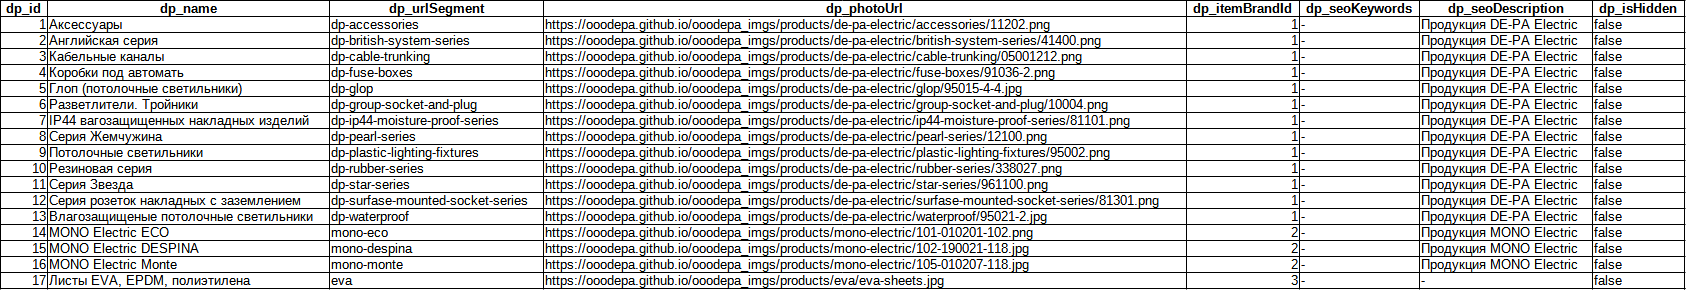 dp_id dp_name dp_urlSegment dp_photoUrl dp_itemBrandId dp_seoKeywords dp_seoDescription dp_isHidden
1 Аксессуары dp-accessories https://ooodepa.github.io/ooodepa_imgs/products/de-pa-electric/accessories/11202.png 1 - Продукция DE-PA Electric false
2 Английская серия dp-british-system-series https://ooodepa.github.io/ooodepa_imgs/products/de-pa-electric/british-system-series/41400.png 1 - Продукция DE-PA Electric false
3 Кабельные каналы dp-cable-trunking https://ooodepa.github.io/ooodepa_imgs/products/de-pa-electric/cable-trunking/05001212.png 1 - Продукция DE-PA Electric false
4 Коробки под автомать dp-fuse-boxes https://ooodepa.github.io/ooodepa_imgs/products/de-pa-electric/fuse-boxes/91036-2.png 1 - Продукция DE-PA Electric false
5 Глоп (потолочные светильники) dp-glop https://ooodepa.github.io/ooodepa_imgs/products/de-pa-electric/glop/95015-4-4.jpg 1 - Продукция DE-PA Electric false
6 Разветлители. Тройники dp-group-socket-and-plug https://ooodepa.github.io/ooodepa_imgs/products/de-pa-electric/group-socket-and-plug/10004.png 1 - Продукция DE-PA Electric false
7 IP44 вагозащищенных накладных изделий dp-ip44-moisture-proof-series https://ooodepa.github.io/ooodepa_imgs/products/de-pa-electric/ip44-moisture-proof-series/81101.png 1 - Продукция DE-PA Electric false
8 Серия Жемчужина dp-pearl-series https://ooodepa.github.io/ooodepa_imgs/products/de-pa-electric/pearl-series/12100.png 1 - Продукция DE-PA Electric false
9 Потолочные светильники dp-plastic-lighting-fixtures https://ooodepa.github.io/ooodepa_imgs/products/de-pa-electric/plastic-lighting-fixtures/95002.png 1 - Продукция DE-PA Electric false
10 Резиновая серия dp-rubber-series https://ooodepa.github.io/ooodepa_imgs/products/de-pa-electric/rubber-series/338027.png 1 - Продукция DE-PA Electric false
11 Серия Звезда dp-star-series https://ooodepa.github.io/ooodepa_imgs/products/de-pa-electric/star-series/961100.png 1 - Продукция DE-PA Electric false
12 Серия розеток накладных с заземлением dp-surfase-mounted-socket-series https://ooodepa.github.io/ooodepa_imgs/products/de-pa-electric/surfase-mounted-socket-series/81301.png 1 - Продукция DE-PA Electric false
13 Влагозащищеные потолочные светильники dp-waterproof https://ooodepa.github.io/ooodepa_imgs/products/de-pa-electric/waterproof/95021-2.jpg 1 - Продукция DE-PA Electric false
14 MONO Electric ECO mono-eco https://ooodepa.github.io/ooodepa_imgs/products/mono-electric/101-010201-102.png 2 - Продукция MONO Electric false
15 MONO Electric DESPINA mono-despina https://ooodepa.github.io/ooodepa_imgs/products/mono-electric/102-190021-118.jpg 2 - Продукция MONO Electric false
16 MONO Electric Monte mono-monte https://ooodepa.github.io/ooodepa_imgs/products/mono-electric/105-010207-118.jpg 2 - Продукция MONO Electric false
17 Листы EVA, EPDM, полиэтилена eva https://ooodepa.github.io/ooodepa_imgs/products/eva/eva-sheets.jpg 3 - - false